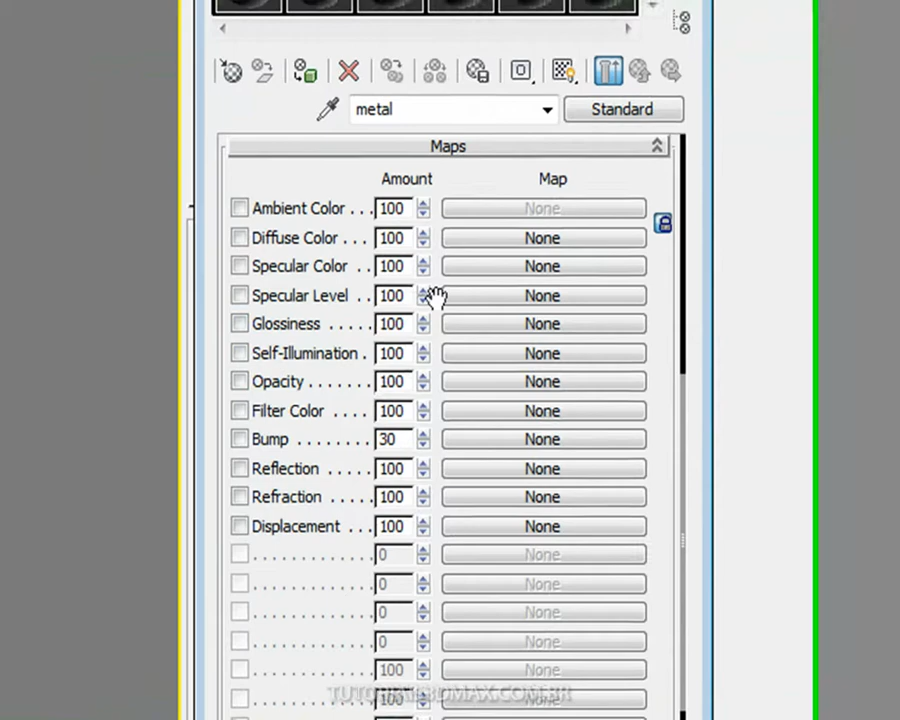 metal Standard
Maps
Amount Map
Ambient Color . . . 100 None
Diffuse Color . . . 100 None
Specular Color . . 100 None
Specular Level . . 100 None
Glossiness . . . . . 100 None
Self-Illumination . 100 None
Opacity . . . . . . . 100 None
Filter Color . . . . 100 None
Bump . . . . . . . . 30 None
Reflection . . . . . 100 None
Refraction . . . . . 100 None
Displacement . . . 100 None
. . . . . . . . . . . . . 0 None
. . . . . . . . . . . . . 0 None
. . . . . . . . . . . . . 0 None
. . . . . . . . . . . . . 0 None
. . . . . . . . . . . . . 100 None
. . . . . . . . . . . . . 100 None